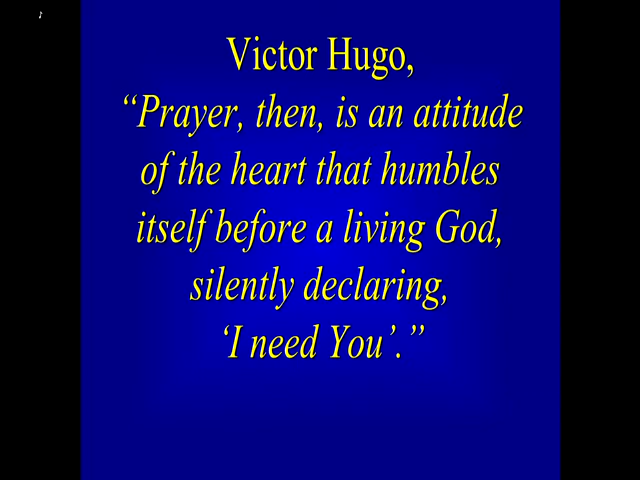 Victor Hugo,
“Prayer, then, is an attitude
of the heart that humbles
itself before a living God,
silently declaring,
‘I need You’.”